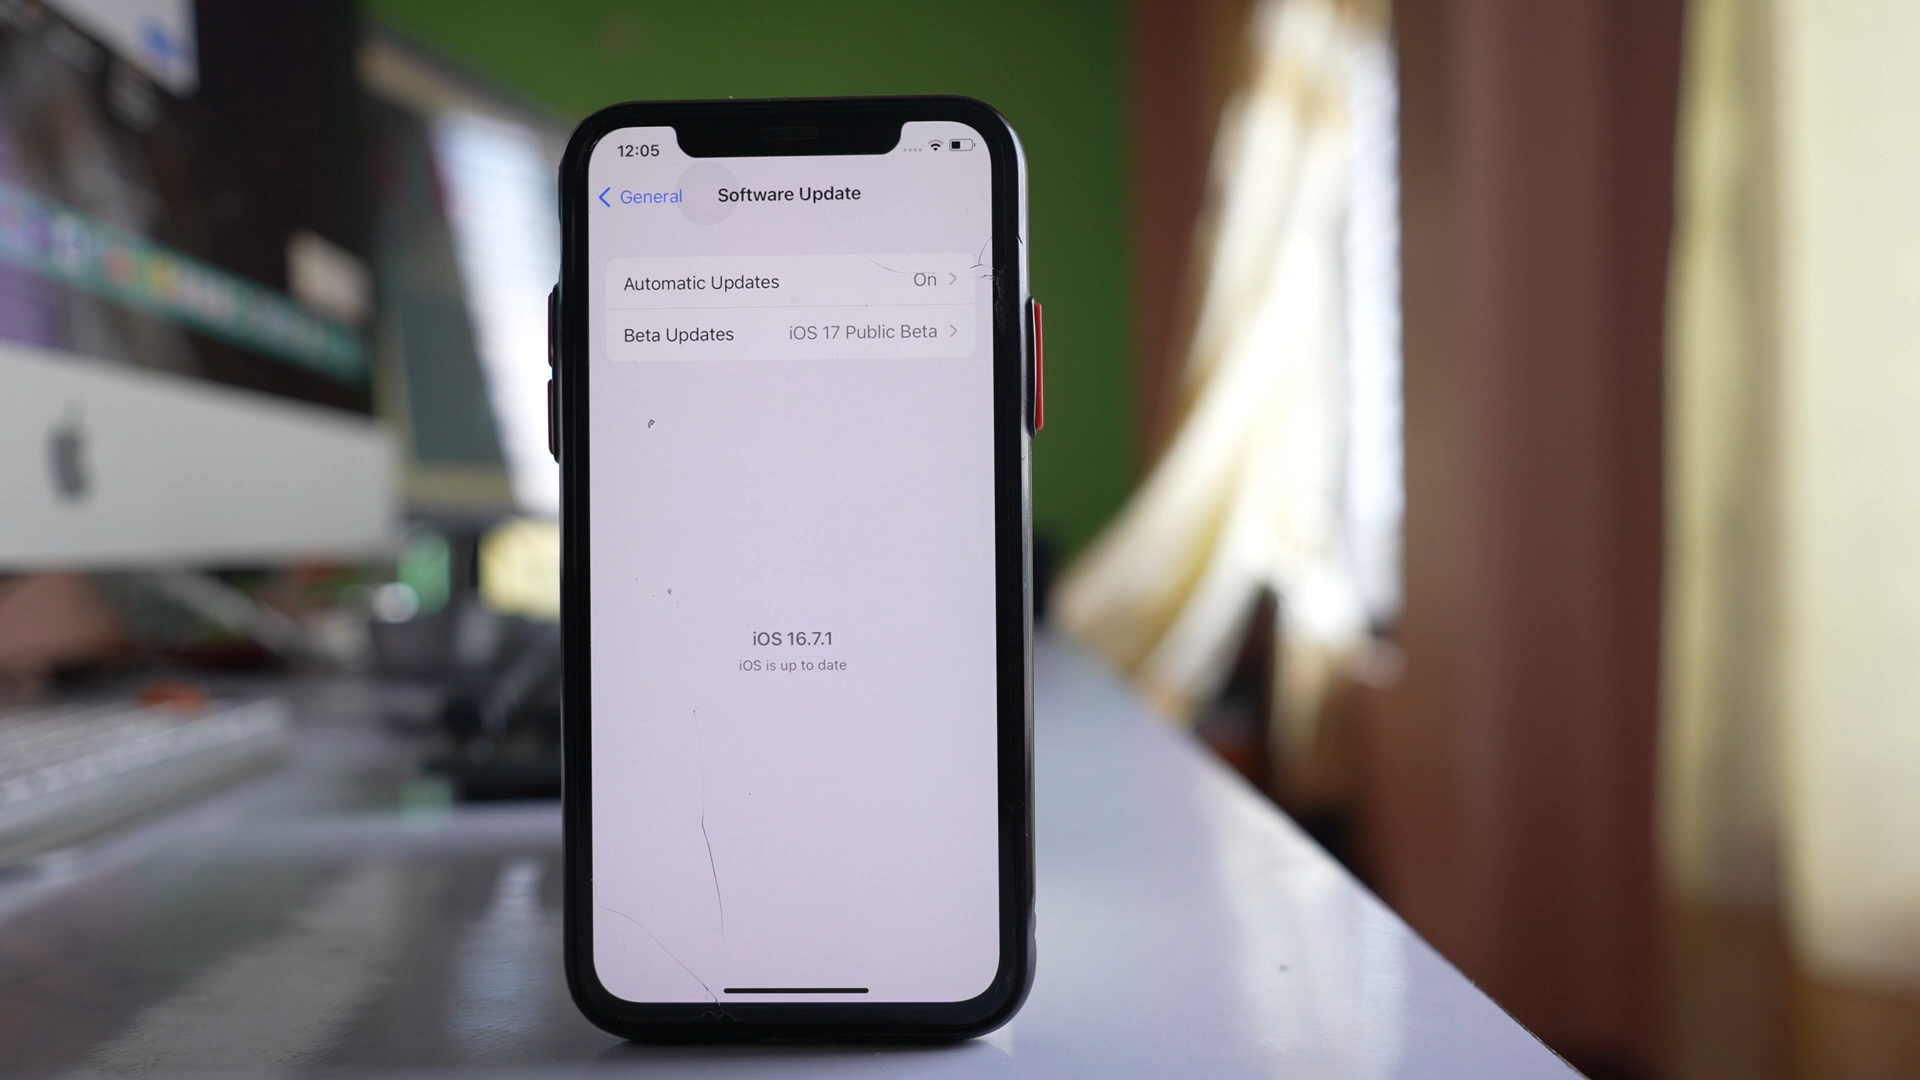 12:05
General
Software Update
Automatic Updates On
Beta Updates iOS 17 Public Beta
iOS 16.7.1
iOS is up to date